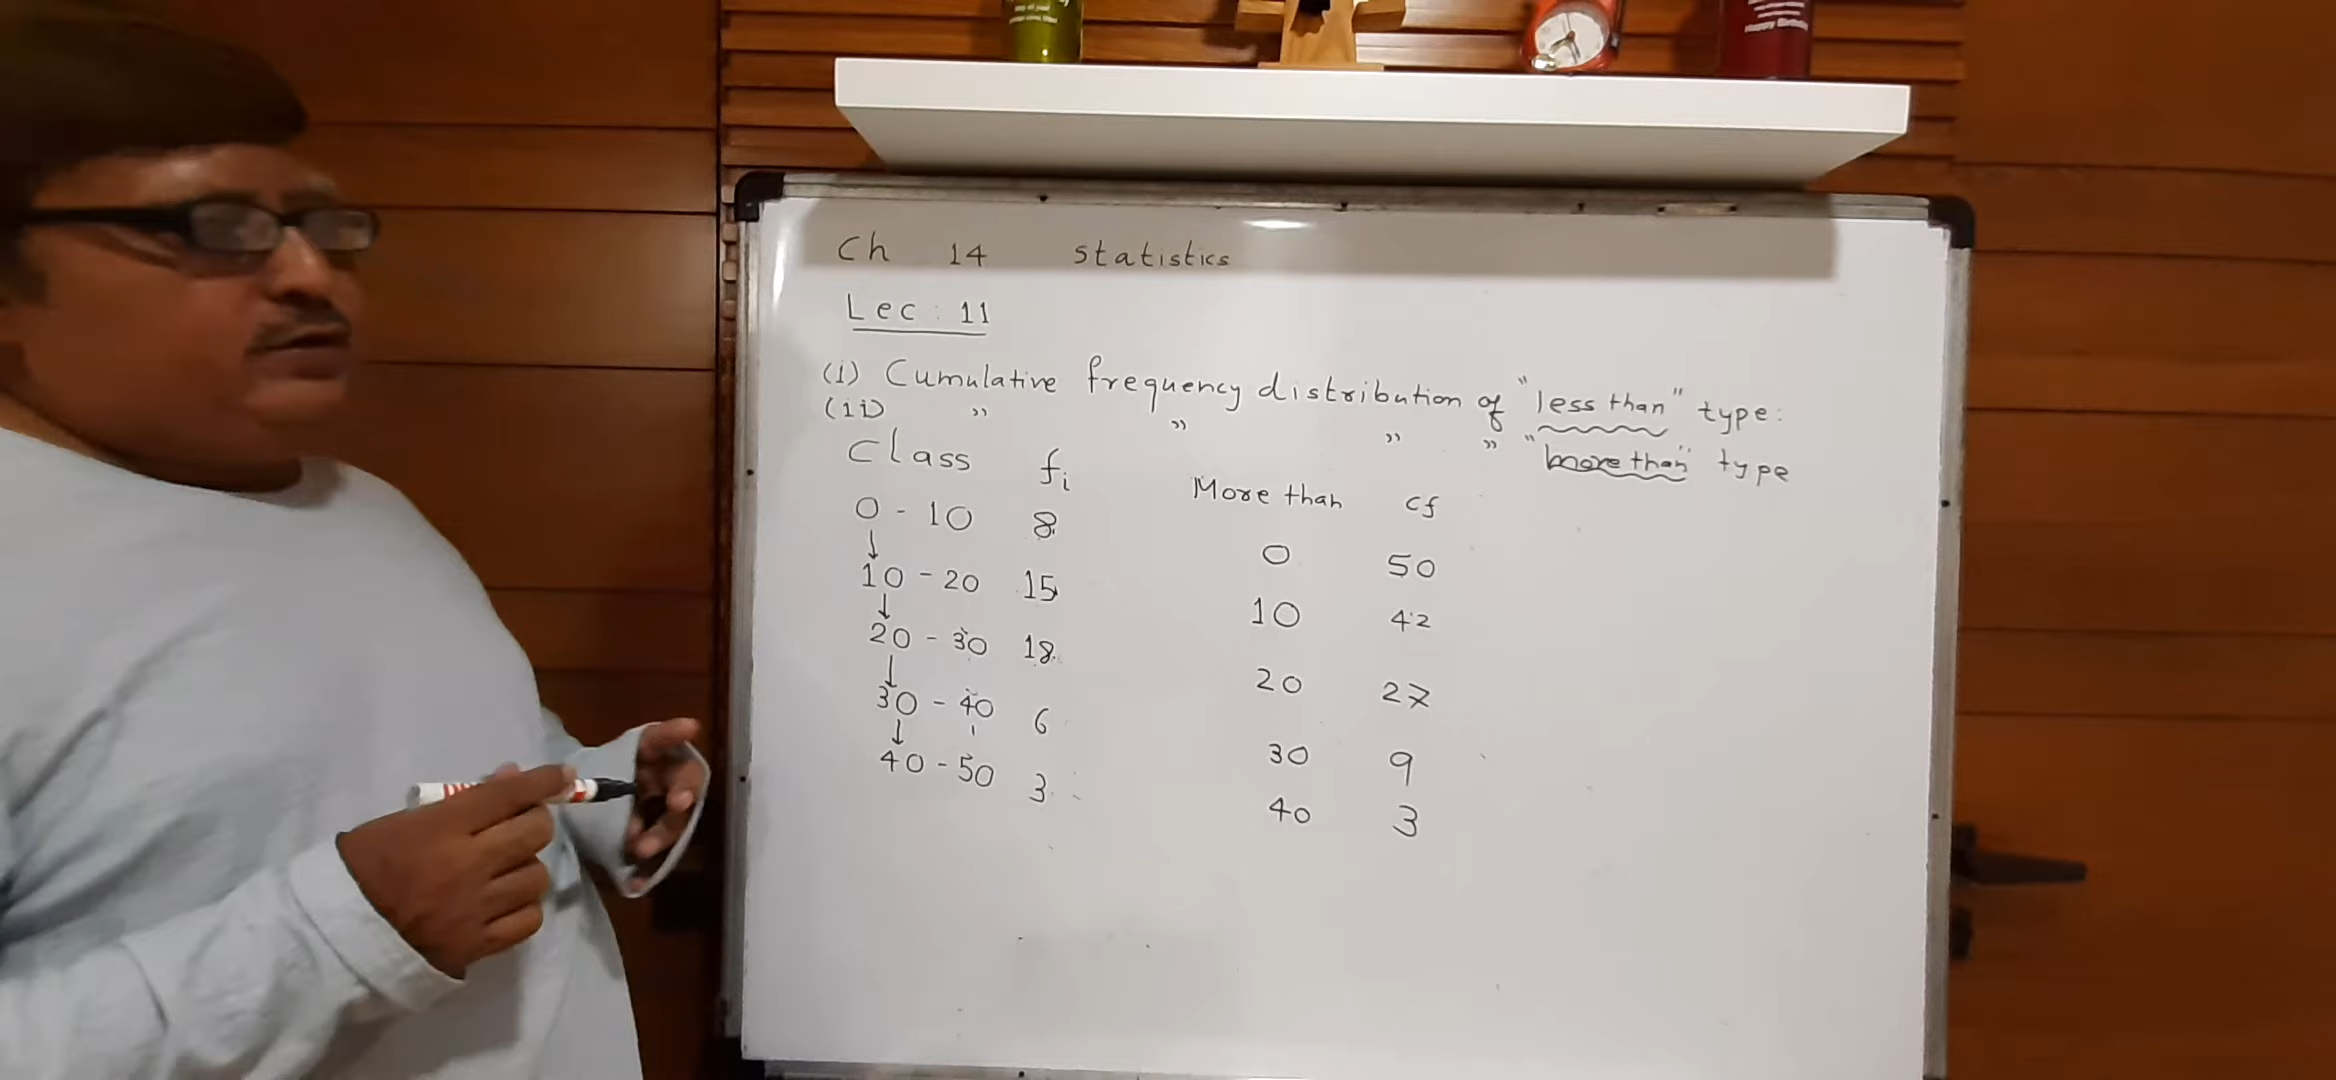 Ch 14 statistics
Lec : 11
(i) Cumulative frequency distribution of "less than" type:
(ii) " " " " "more than" type
Class fi More than cf
0 - 10 8 0 50
10 - 20 15 10 42
20 - 30 18 20 27
30 - 40 6 30 9
40 - 50 3 40 3